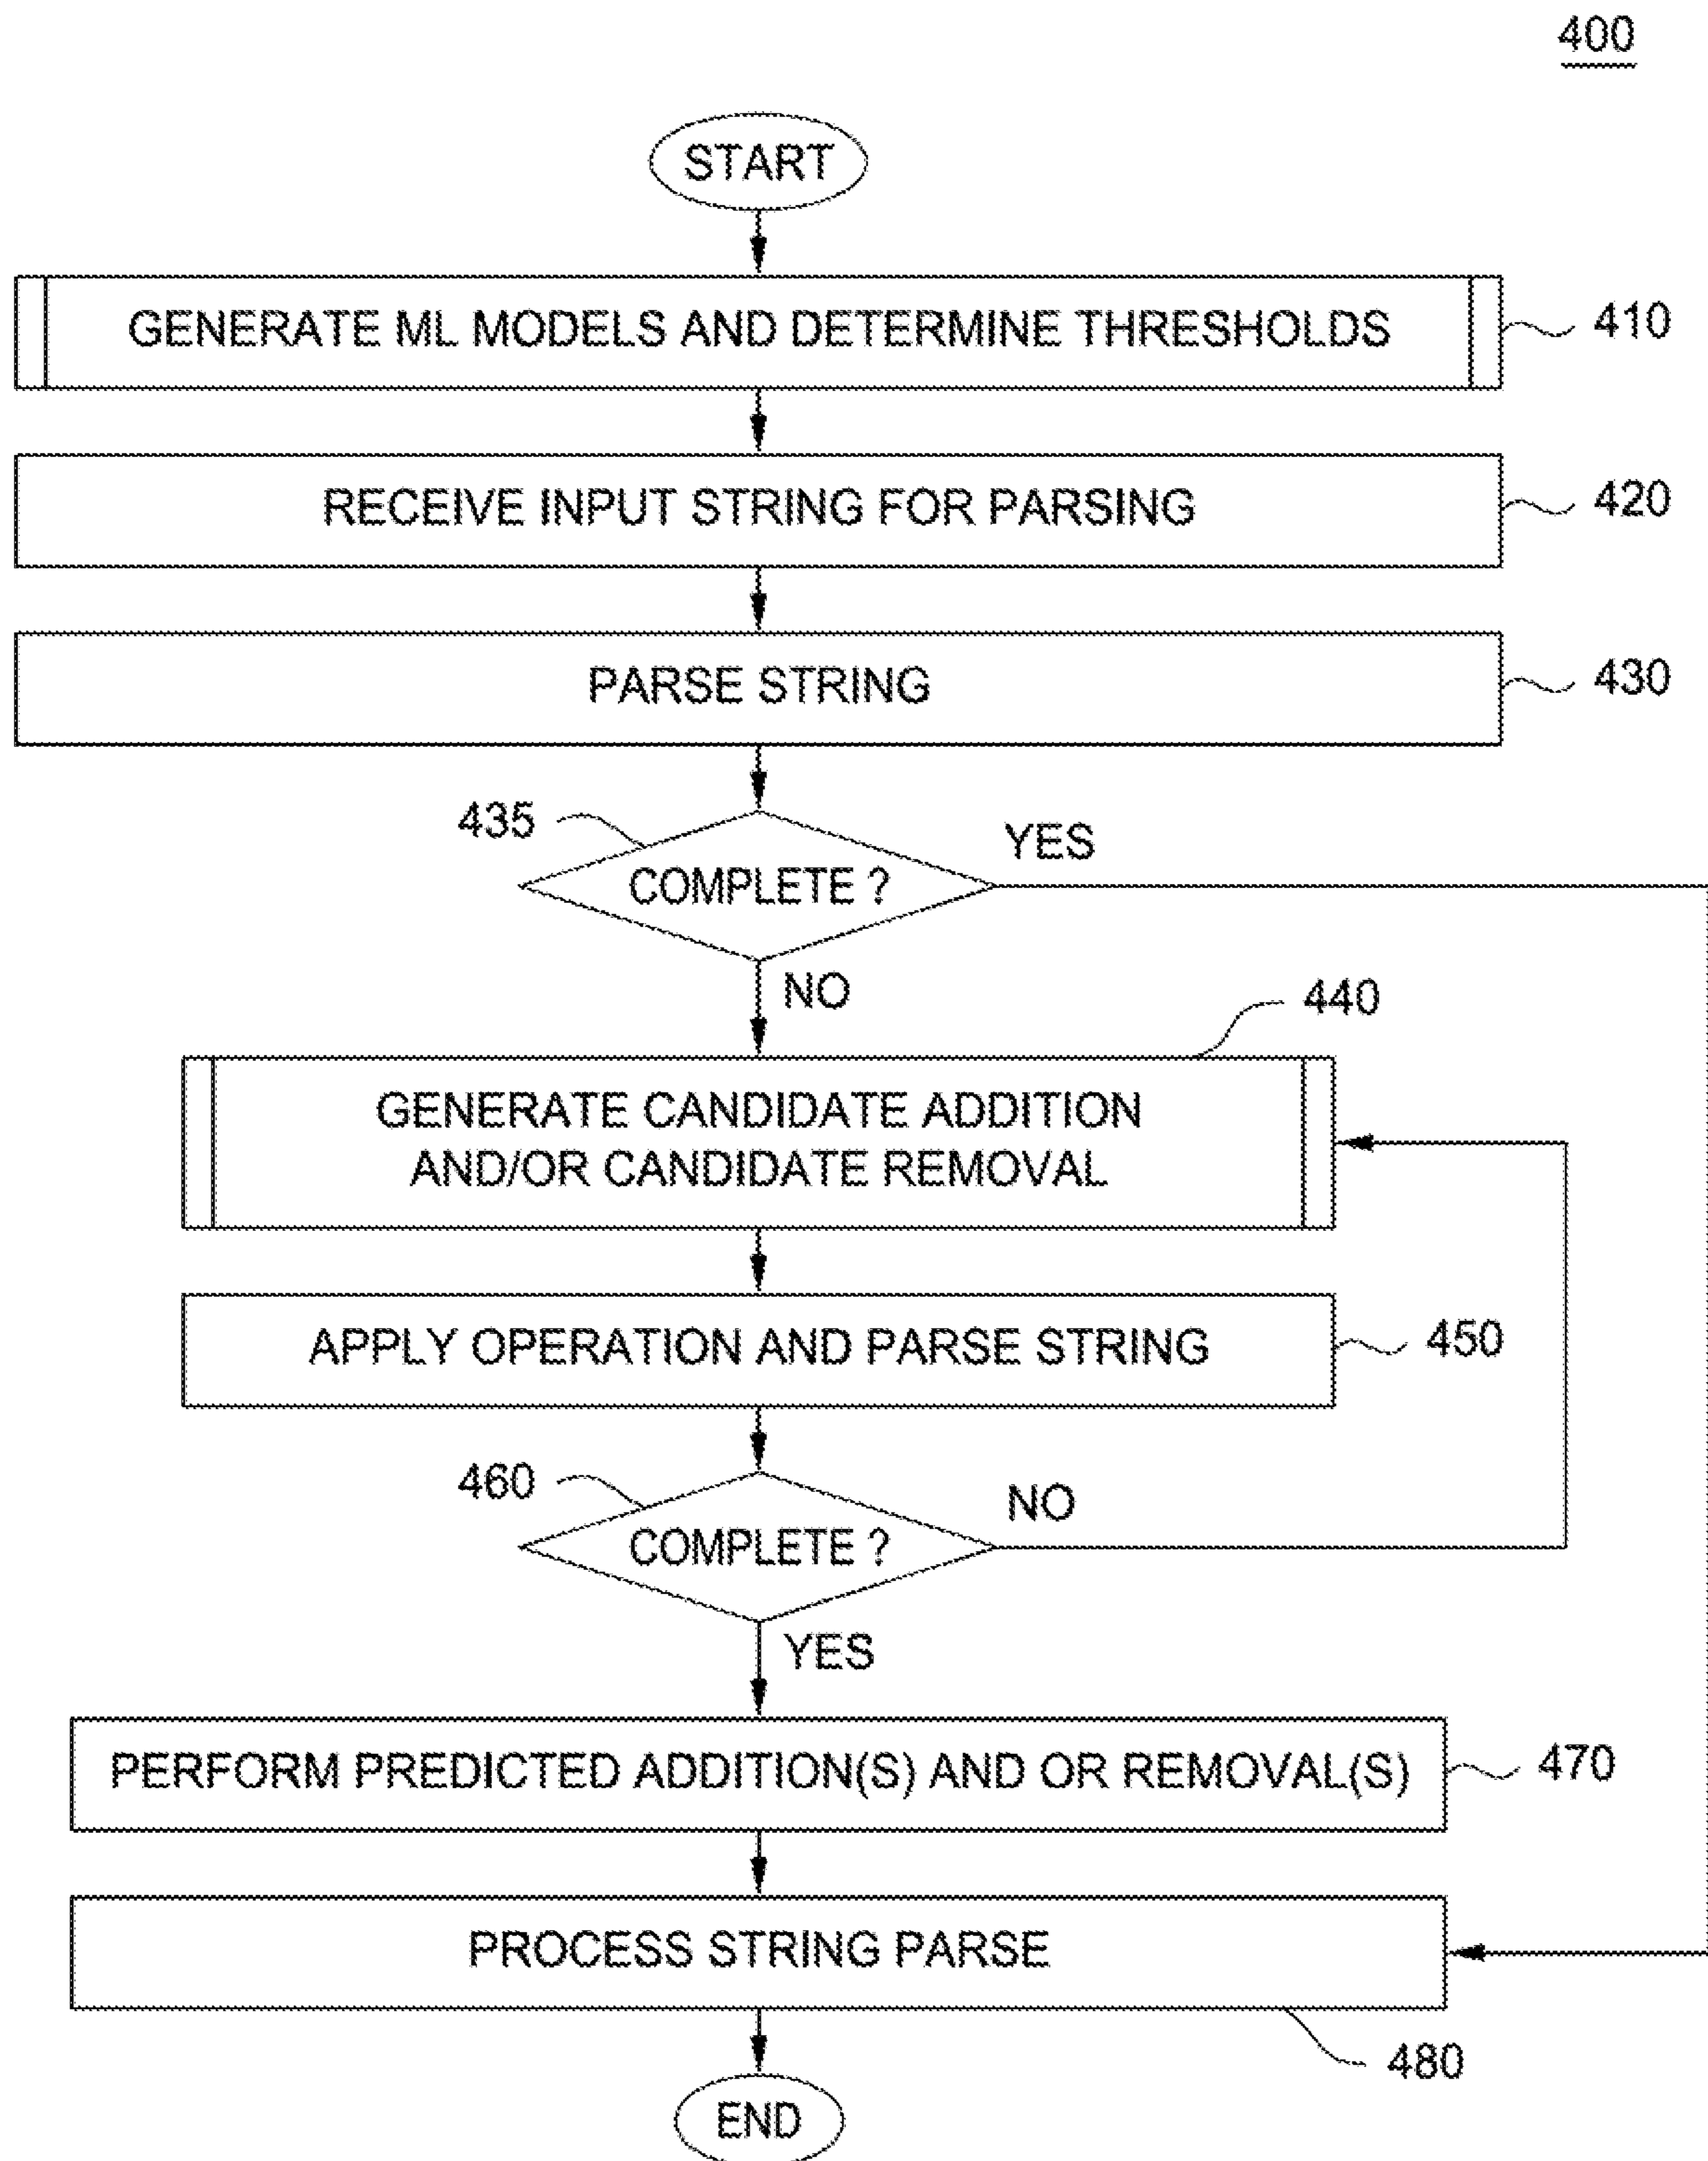 400
START
GENERATE ML MODELS AND DETERMINE THRESHOLDS
410
RECEIVE INPUT STRING FOR PARSING
420
PARSE STRING
430
435
COMPLETE ?
YES
NO
440
GENERATE CANDIDATE ADDITION
AND/OR CANDIDATE REMOVAL
APPLY OPERATION AND PARSE STRING
450
460
COMPLETE ?
NO
YES
PERFORM PREDICTED ADDITION(S) AND OR REMOVAL(S)
470
PROCESS STRING PARSE
480
END